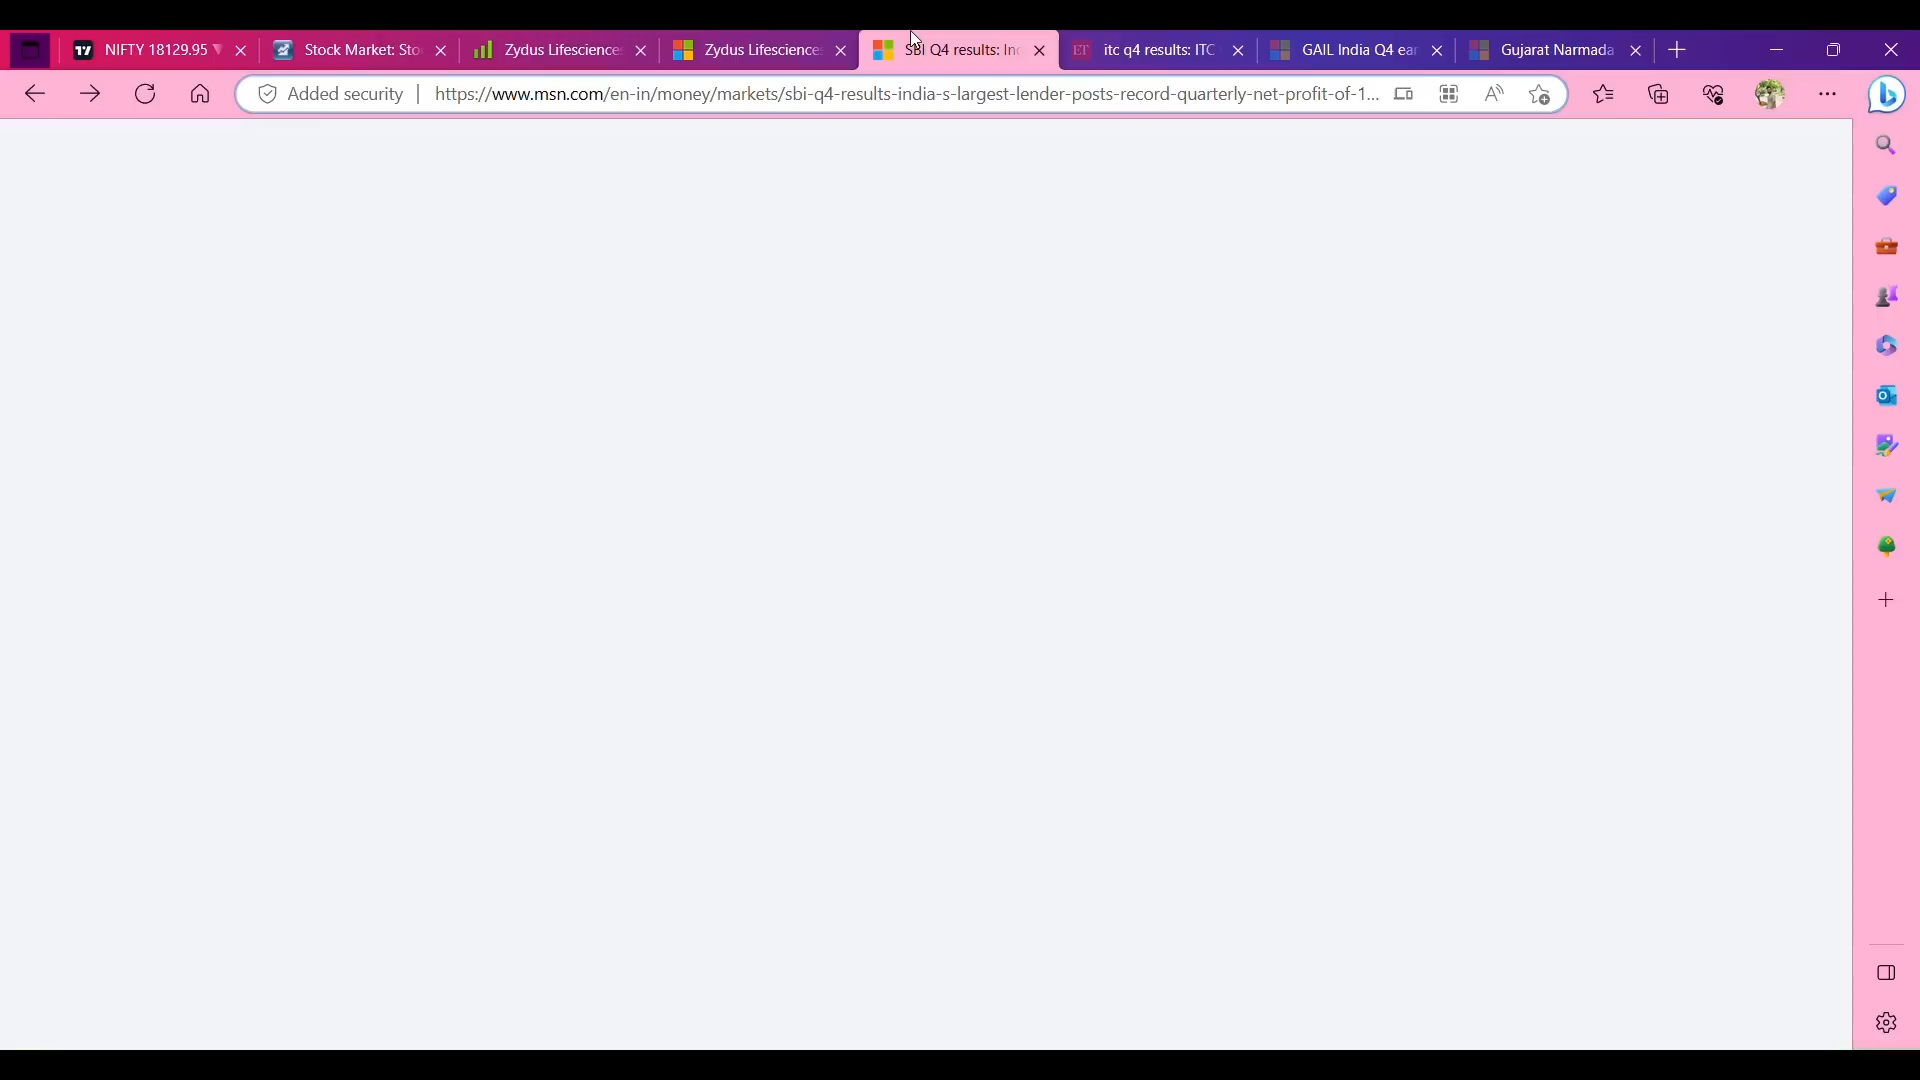 NIFTY 18129.95 ▼
Stock Market: Sto
Zydus Lifescience
Zydus Lifesciences
SBI Q4 results: Inc
ET itc q4 results: ITC
GAIL India Q4 ear
Gujarat Narmada
Added security
https://www.msn.com/en-in/money/markets/sbi-q4-results-india-s-largest-lender-posts-record-quarterly-net-profit-of-1...